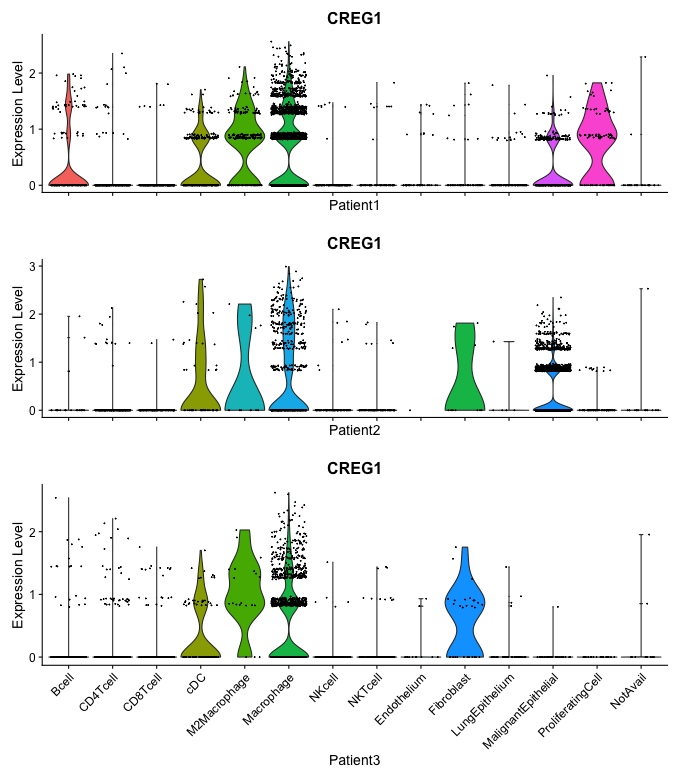 CREG1
Expression Level
2
1
0
Patient1
CREG1
Expression Level
3
2
1
0
Patient2
CREG1
Expression Level
2
1
0
Bcell
CD4Tcell
CD8Tcell
cDC
M2Macrophage
Macrophage
NKcell
NKTcell
Endothelium
Fibroblast
LungEpithelium
MalignantEpithelial
ProliferatingCell
NotAvail
Patient3